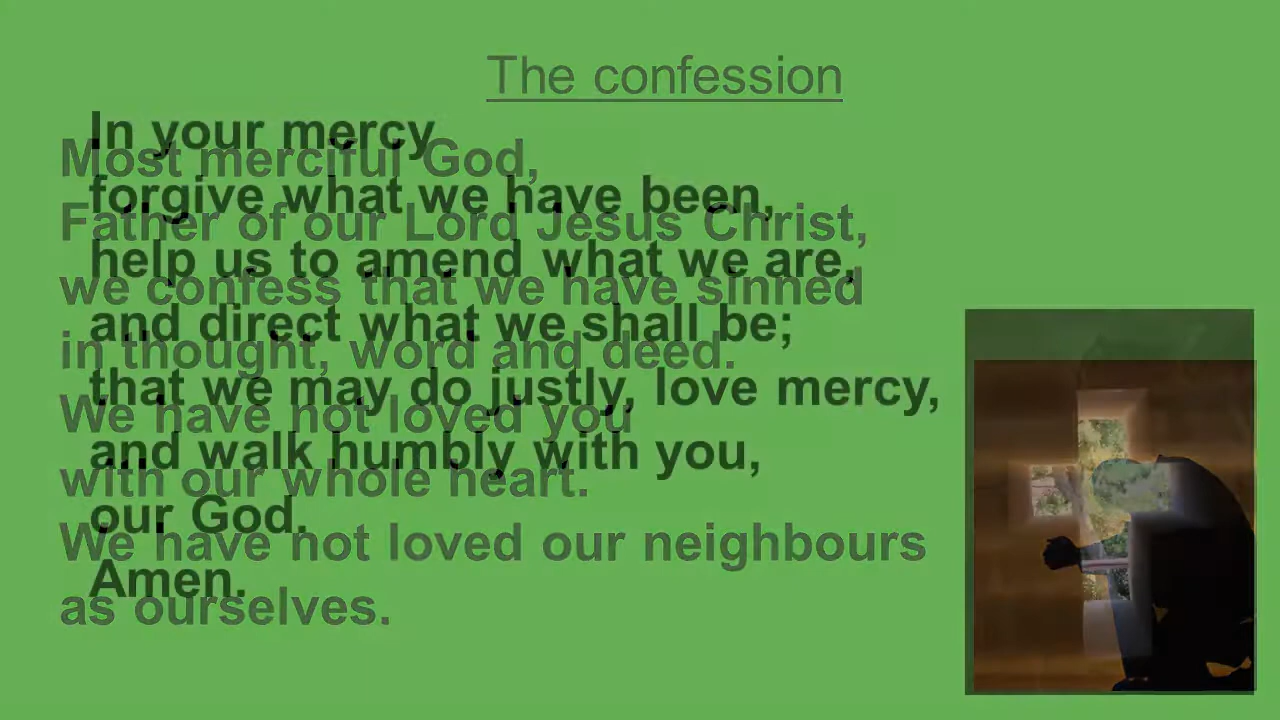 The confession
Most merciful God,
Father of our Lord Jesus Christ,
we confess that we have sinned
in thought, word and deed.
We have not loved you
with our whole heart.
We have not loved our neighbours
as ourselves.
In your mercy
forgive what we have been,
help us to amend what we are,
and direct what we shall be;
that we may do justly, love mercy,
and walk humbly with you,
our God.
Amen.